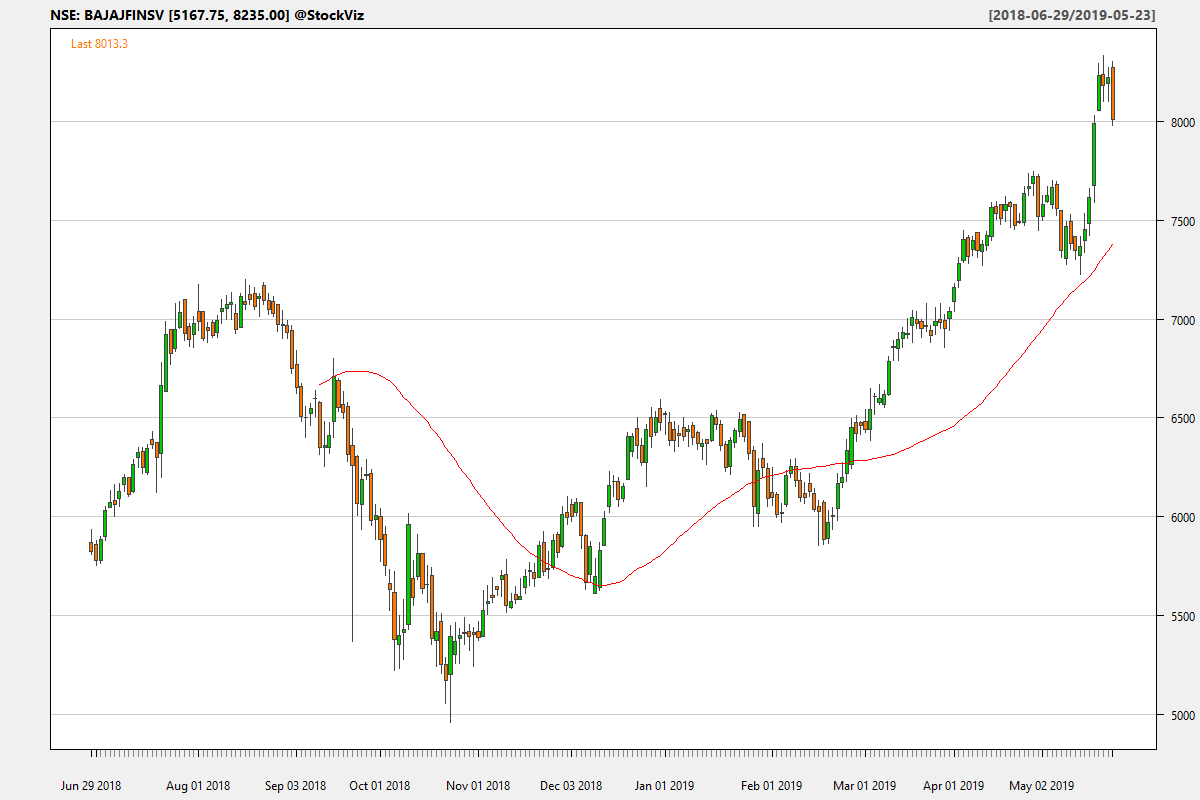 NSE: BAJAJFINSV [5167.75, 8235.00] @StockViz [2018-06-29/2019-05-23]
Last 8013.3
8000
7500
7000
6500
6000
5500
5000
Jun 29 2018 Aug 01 2018 Sep 03 2018 Oct 01 2018 Nov 01 2018 Dec 03 2018 Jan 01 2019 Feb 01 2019 Mar 01 2019 Apr 01 2019 May 02 2019